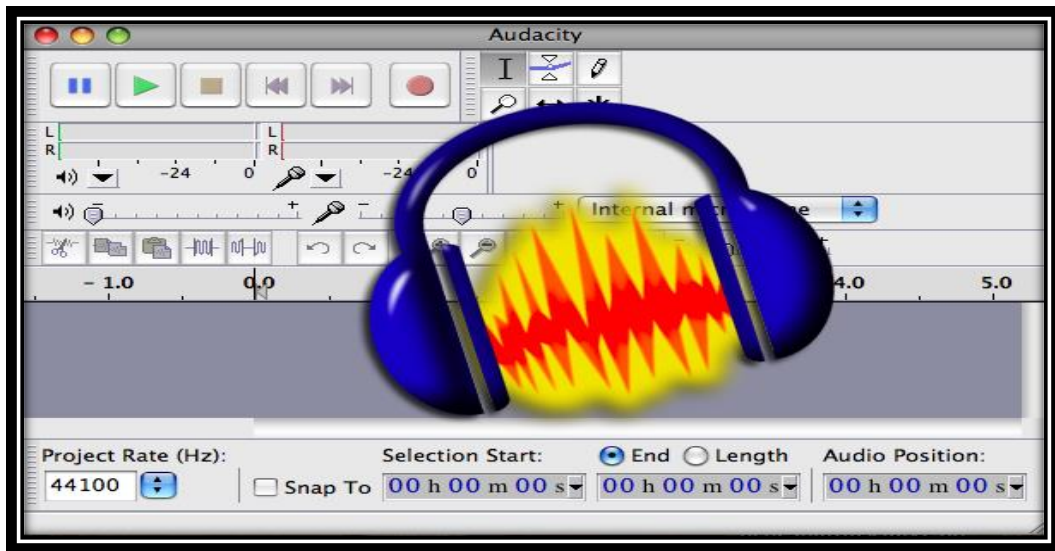 Audacity
L
R
L
R
-24 0
-24 0
- +
- +
Internal
- 1.0 0.0 4.0 5.0
Project Rate (Hz): Selection Start: End Length Audio Position:
44100 Snap To 00 h 00 m 00 s 00 h 00 m 00 s 00 h 00 m 00 s